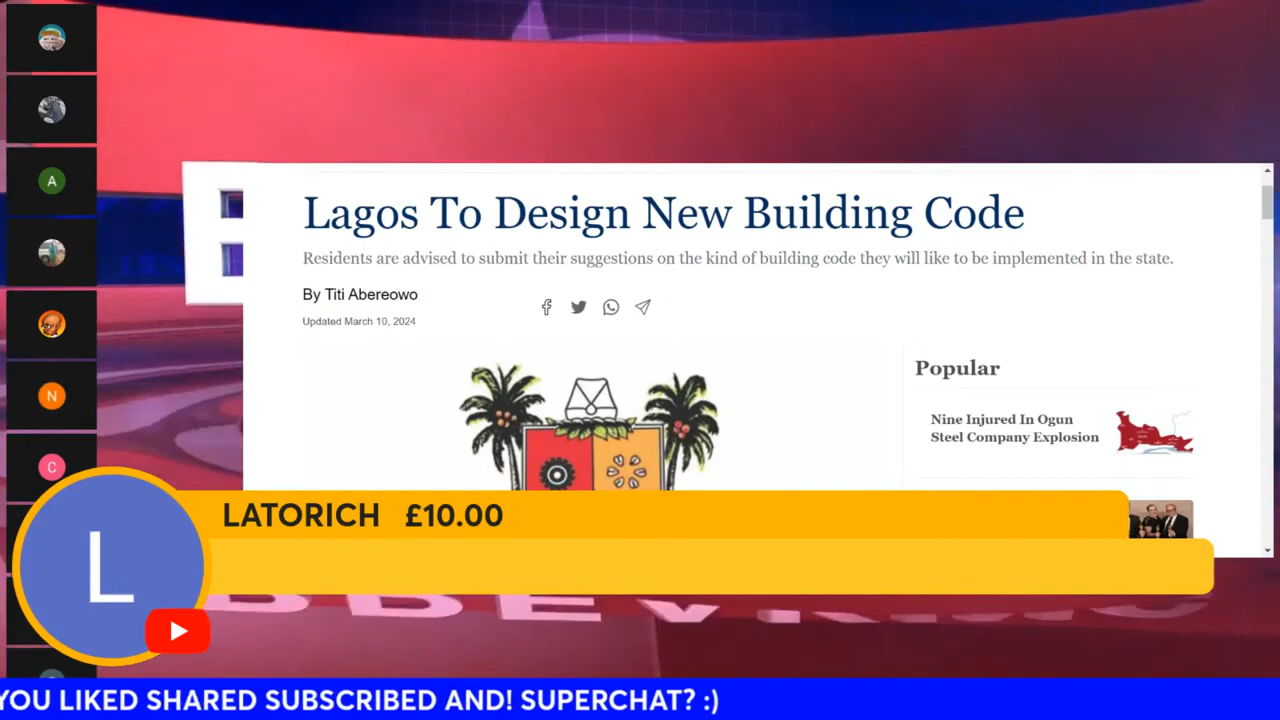 A
N
C
Lagos To Design New Building Code
Residents are advised to submit their suggestions on the kind of building code they will like to be implemented in the state.
By Titi Abereowo
Updated March 10, 2024
Popular
Nine Injured In Ogun
Steel Company Explosion
L
LATORICH £10.00
YOU LIKED SHARED SUBSCRIBED AND! SUPERCHAT? :)